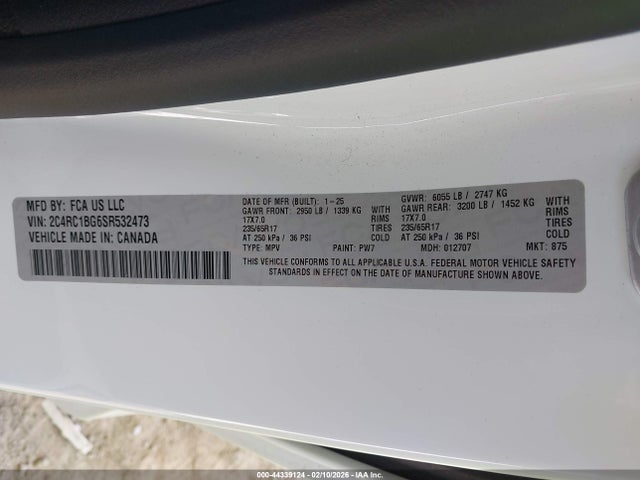 MFD BY: FCA US LLC
VIN: 2C4RC1BG6SR532473
VEHICLE MADE IN: CANADA
DATE OF MFR (BUILT): 1-25
GAWR FRONT: 2950 LB / 1339 KG WITH
17X7.0 RIMS
235/65R17 TIRES
AT 250 kPa / 36 PSI COLD
TYPE: MPV PAINT: PW7
GVWR: 6055 LB / 2747 KG
GAWR REAR: 3200 LB / 1452 KG WITH
17X7.0 RIMS
235/65R17 TIRES
AT 250 kPa / 36 PSI COLD
MDH: 012707 MKT: 875
THIS VEHICLE CONFORMS TO ALL APPLICABLE U.S.A. FEDERAL MOTOR VEHICLE SAFETY
STANDARDS IN EFFECT ON THE DATE OF MANUFACTURE SHOWN ABOVE.
000-44339124 - 02/10/2026 - COPYRIGHT IAA, LLC.